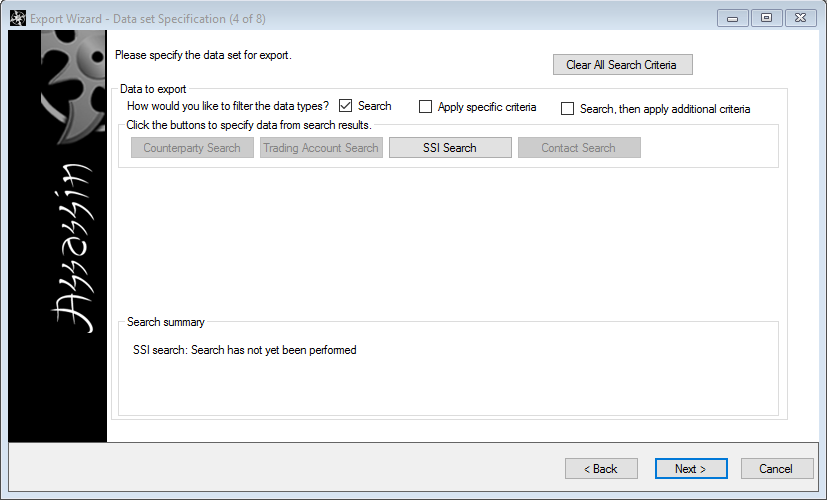 Export Wizard - Data set Specification (4 of 8)
Please specify the data set for export.
Clear All Search Criteria
Data to export
How would you like to filter the data types? Search Apply specific criteria Search, then apply additional criteria
Click the buttons to specify data from search results.
Counterparty Search Trading Account Search SSI Search Contact Search
Assassin
Search summary
SSI search: Search has not yet been performed
< Back Next > Cancel